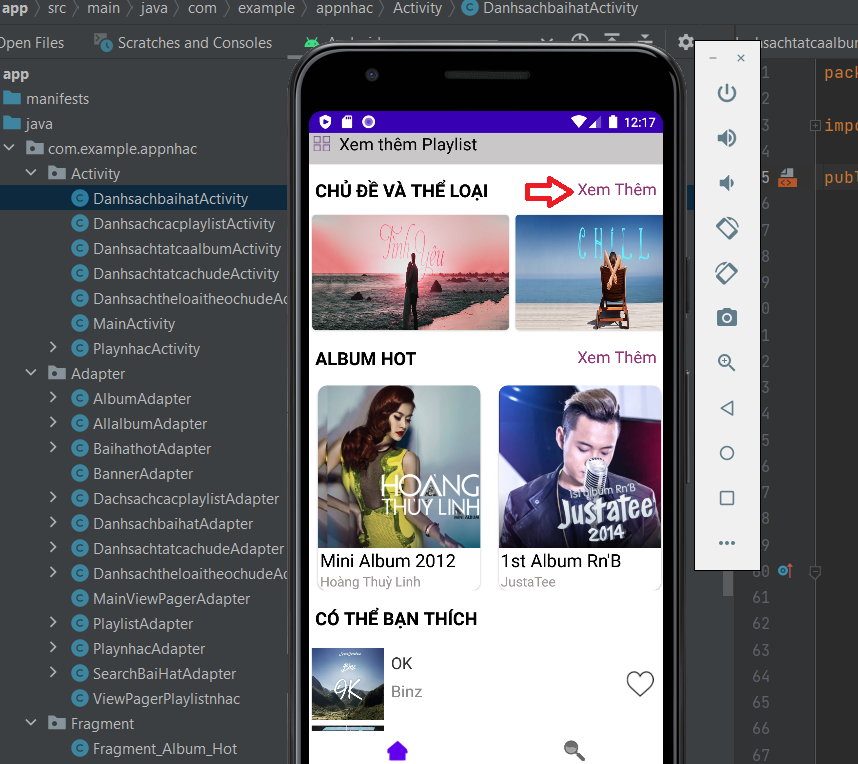 app > src > main > java > com > example > appnhac > Activity > DanhsachbaihatActivity
Open Files
Scratches and Consoles
app
manifests
java
com.example.appnhac
Activity
DanhsachbaihatActivity
DanhsachcacplaylistActivity
DanhsachtatcaalbumActivity
DanhsachtatcachudeActivity
DanhsachtheloaitheochudeAc
MainActivity
PlaynhacActivity
Adapter
AlbumAdapter
AllalbumAdapter
BaihathotAdapter
BannerAdapter
DachsachcacplaylistAdapter
DanhsachbaihatAdapter
DanhsachtatcachudeAdapter
DanhsachtheloaitheochudeAc
MainViewPagerAdapter
PlaylistAdapter
PlaynhacAdapter
SearchBaiHatAdapter
ViewPagerPlaylistnhac
Fragment
Fragment_Album_Hot
12:17
Xem thêm Playlist
CHỦ ĐỀ VÀ THỂ LOẠI
Xem Thêm
Tình Yêu
CHILL
ALBUM HOT
Xem Thêm
HOÀNG
THÙY LINH
MINI ALBUM
1st Album Rn'B
JustaTee
2014
Mini Album 2012
Hoàng Thuỳ Linh
1st Album Rn'B
JustaTee
CÓ THỂ BẠN THÍCH
Binz
OK
OK
Binz
hsachtatcaalbum
pack
impo
publ
60
61
62
63
64
65
66
67